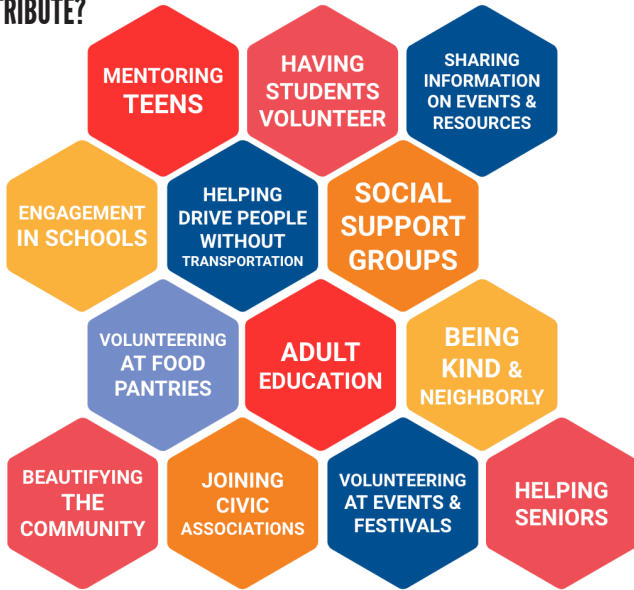 TRIBUTE?
MENTORING
TEENS
HAVING
STUDENTS
VOLUNTEER
SHARING
INFORMATION
ON EVENTS &
RESOURCES
ENGAGEMENT
IN SCHOOLS
HELPING
DRIVE PEOPLE
WITHOUT
TRANSPORTATION
SOCIAL
SUPPORT
GROUPS
VOLUNTEERING
AT FOOD
PANTRIES
ADULT
EDUCATION
BEING
KIND &
NEIGHBORLY
BEAUTIFYING
THE
COMMUNITY
JOINING
CIVIC
ASSOCIATIONS
VOLUNTEERING
AT EVENTS &
FESTIVALS
HELPING
SENIORS